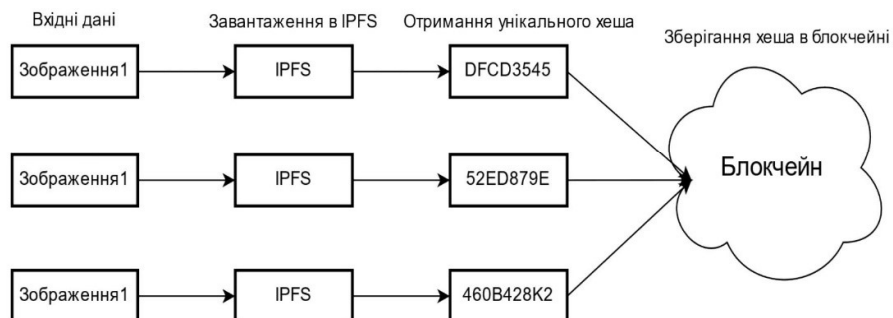 Вхідні дані
Завантаження в IPFS
Отримання унікального хеша
Зберігання хеша в блокчейні
Зображення1
IPFS
DFCD3545
Зображення1
IPFS
52ED879E
Блокчейн
Зображення1
IPFS
460B428K2